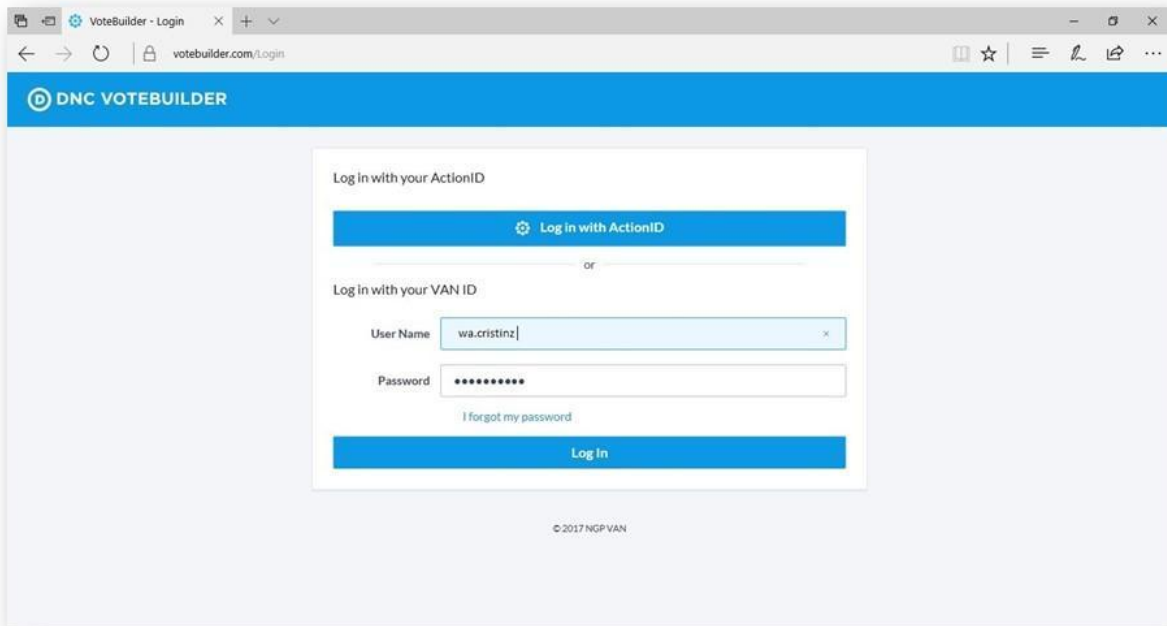 VoteBuilder - Login
votebuilder.com/Login
DNC VOTEBUILDER
Log in with your ActionID
Log in with ActionID
or
Log in with your VAN ID
User Name wa.cristinz
Password ••••••••••
I forgot my password
Log In
© 2017 NGP VAN